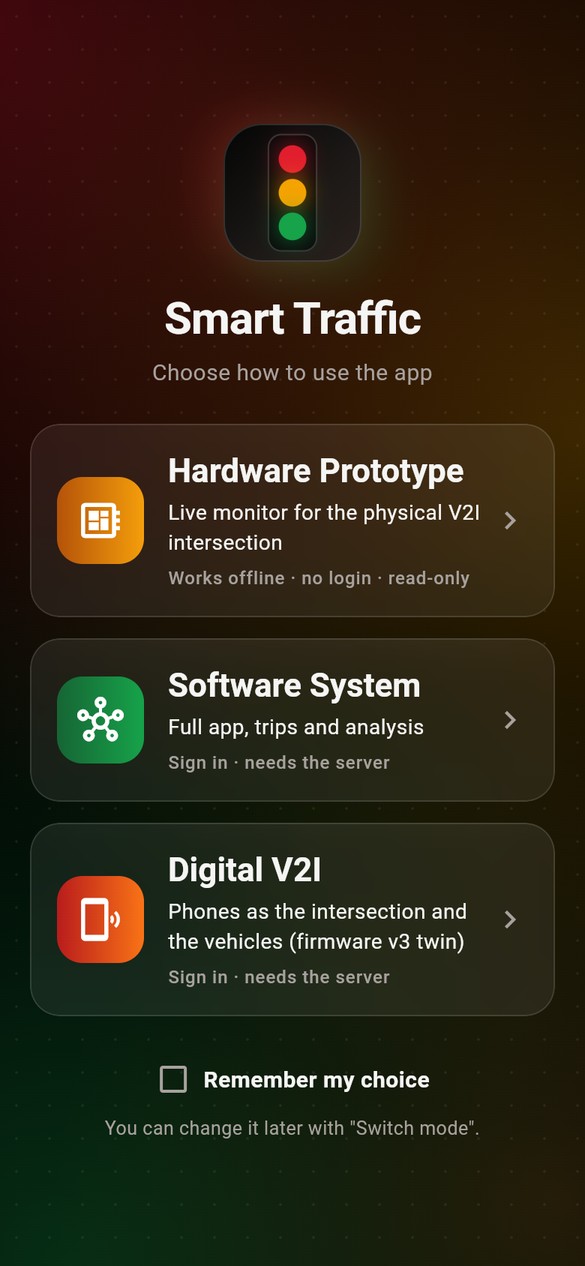 Smart Traffic
Choose how to use the app
Hardware Prototype
Live monitor for the physical V2I
intersection
Works offline · no login · read-only
Software System
Full app, trips and analysis
Sign in · needs the server
Digital V2I
Phones as the intersection and
the vehicles (firmware v3 twin)
Sign in · needs the server
Remember my choice
You can change it later with "Switch mode".